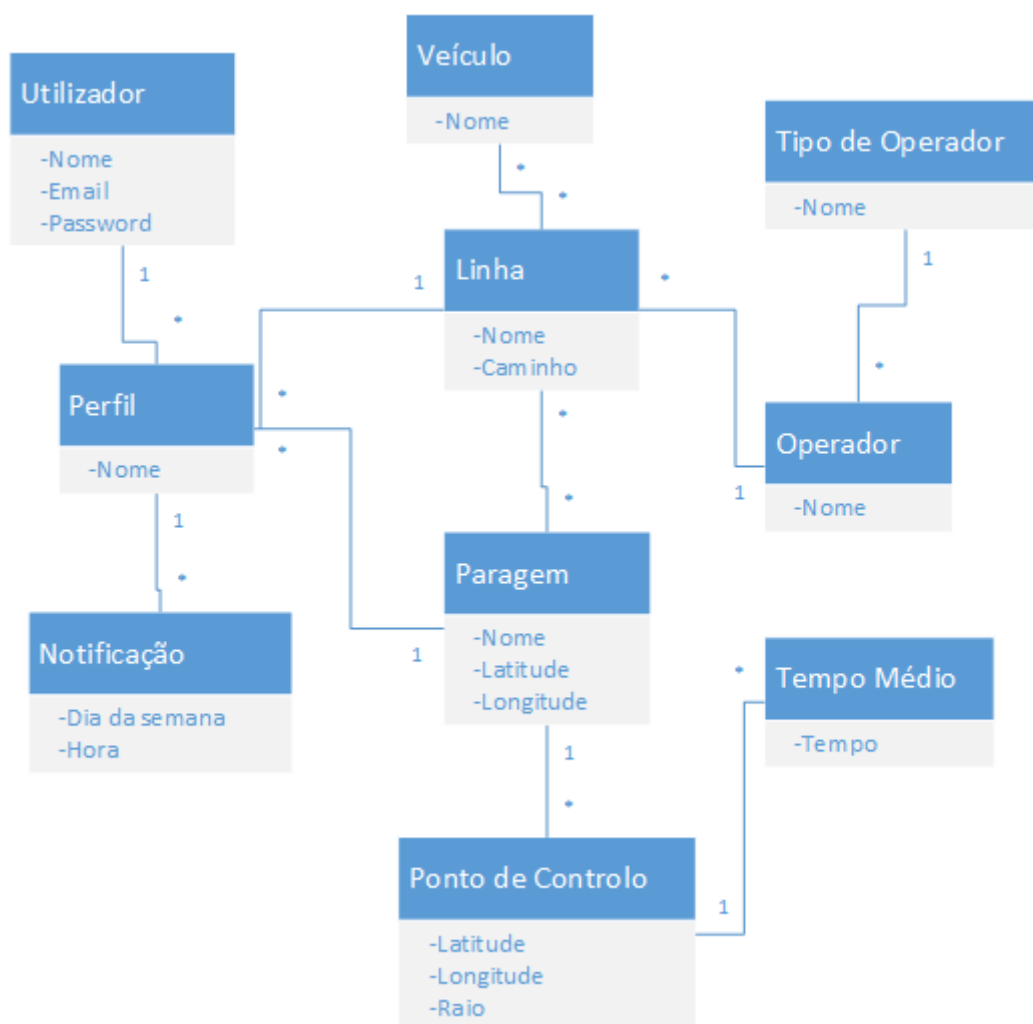 Utilizador
-Nome
-Email
-Password
1
*
Veículo
-Nome
*
*
Tipo de Operador
-Nome
1
*
Linha
-Nome
-Caminho
1
*
*
*
Perfil
-Nome
*
*
1
*
Operador
-Nome
1
Notificação
-Dia da semana
-Hora
Paragem
-Nome
-Latitude
-Longitude
1
1
*
Tempo Médio
-Tempo
*
Ponto de Controlo
-Latitude
-Longitude
-Raio
1